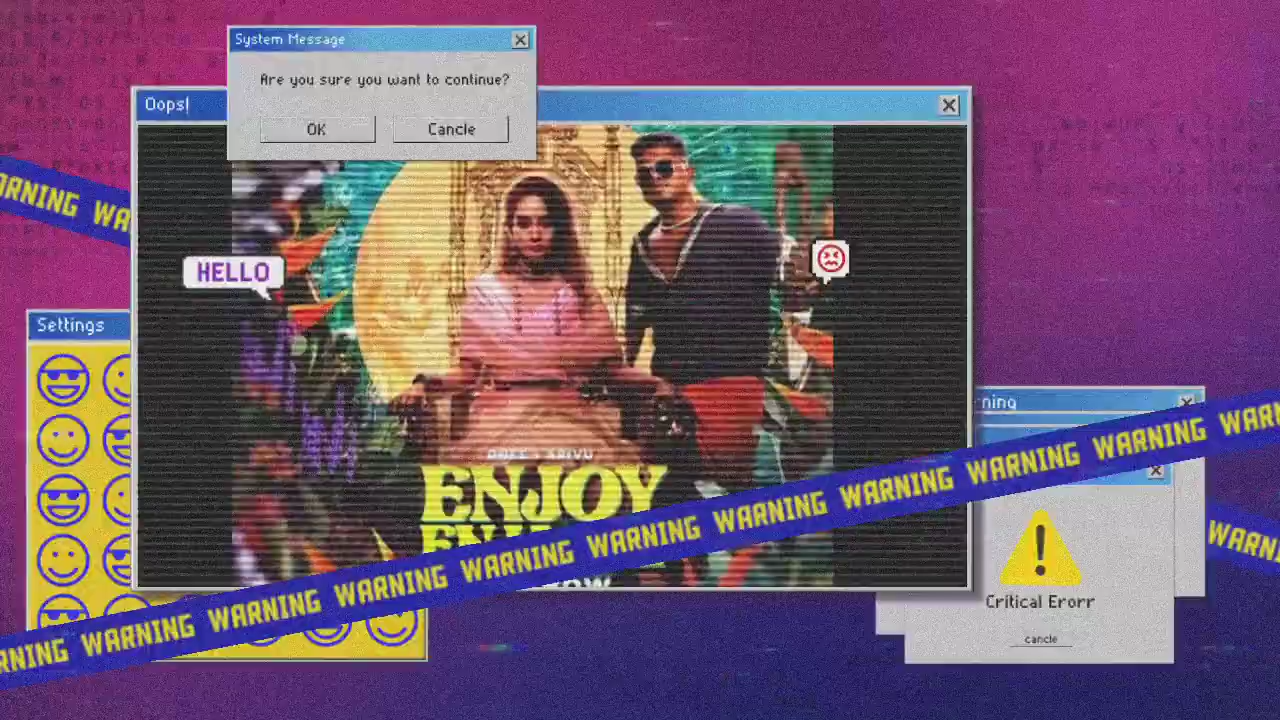 System Message
Are you sure you want to continue?
OK
Cancle
Oops!
HELLO
Settings
ENJOY
WARNING
WARNING WARNING WARNING WARNING WARNING WARNING WARNING WARNING WARNING
Critical Erorr
cancle